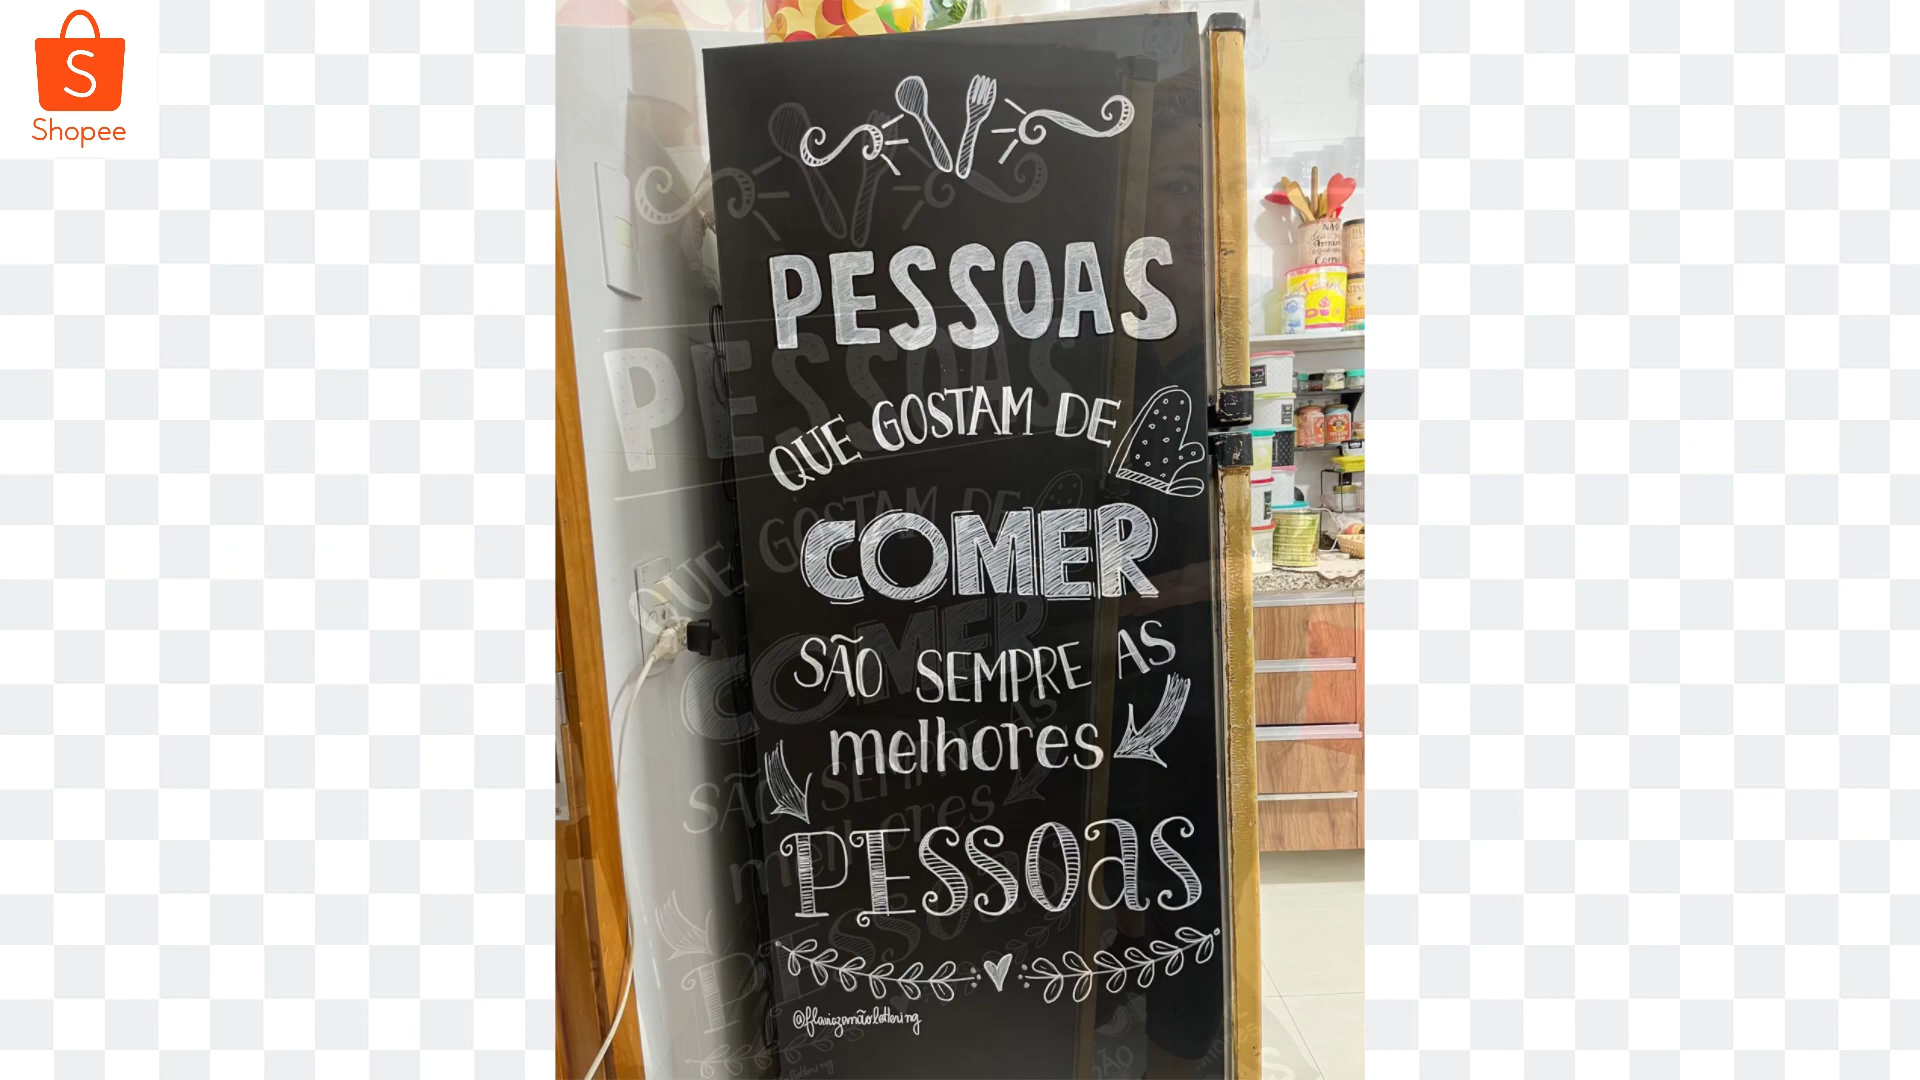 Shopee
PESSOAS
QUE GOSTAM DE
COMER
SÃO SEMPRE AS
melhores
PESSOAS